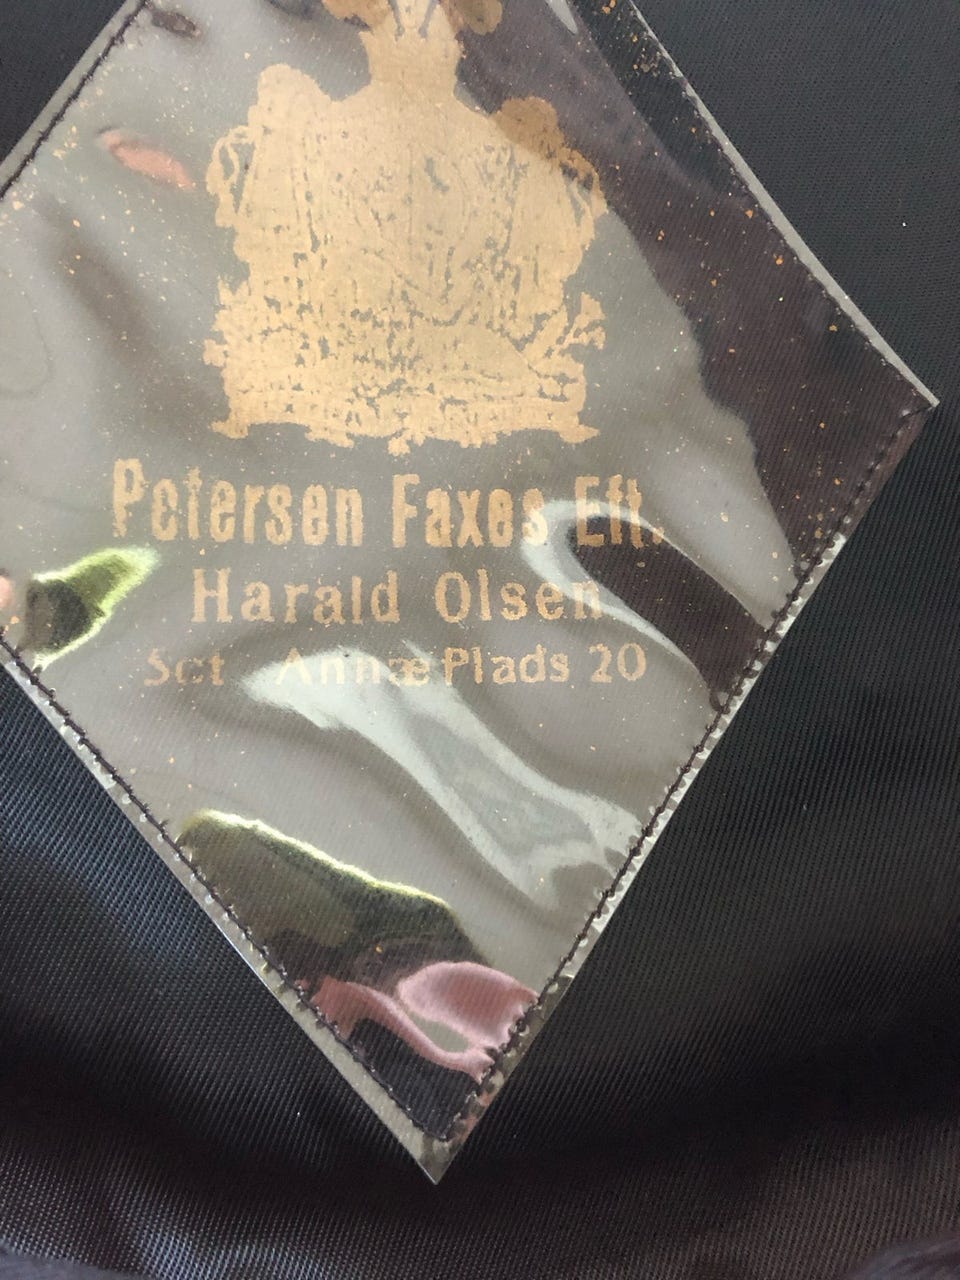 Petersen Faxes Eft.
Harald Olsen
Sct Annæ Plads 20